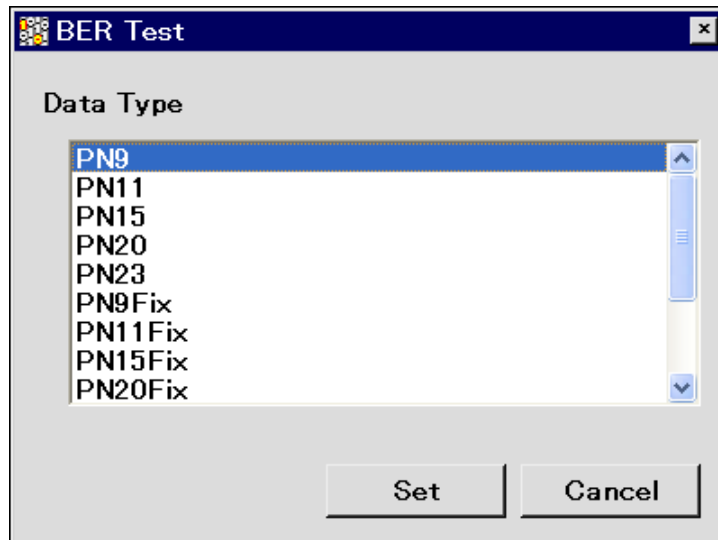 BER Test
Data Type
PN9
PN11
PN15
PN20
PN23
PN9Fix
PN11Fix
PN15Fix
PN20Fix
Set Cancel